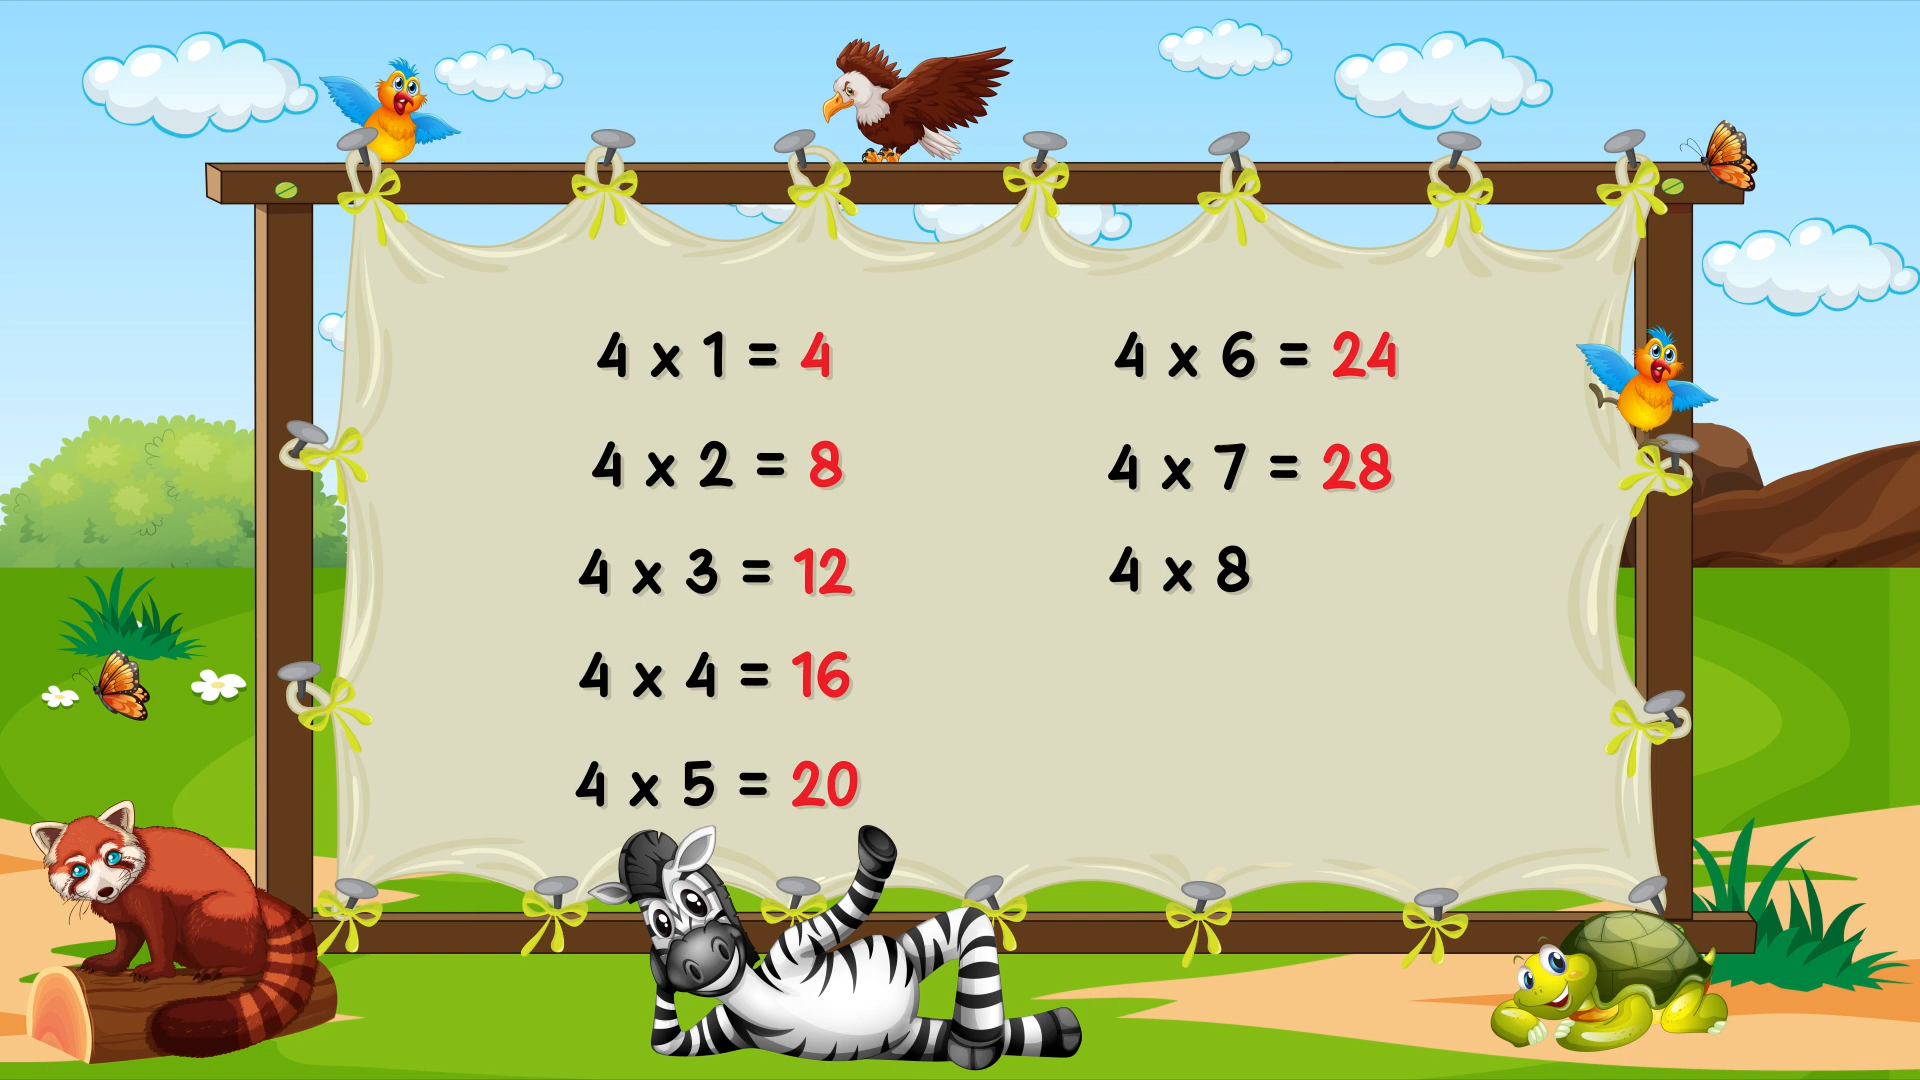 4 x 1 = 4
4 x 2 = 8
4 x 3 = 12
4 x 4 = 16
4 x 5 = 20
4 x 6 = 24
4 x 7 = 28
4 x 8